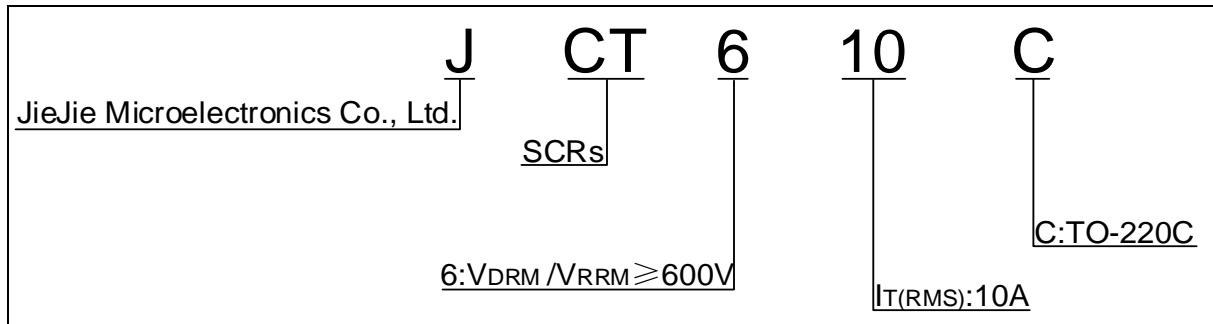 J CT 6 10 C
JieJie Microelectronics Co., Ltd.
SCRs
C:TO-220C
6:VDRM /VRRM≥600V
IT(RMS):10A